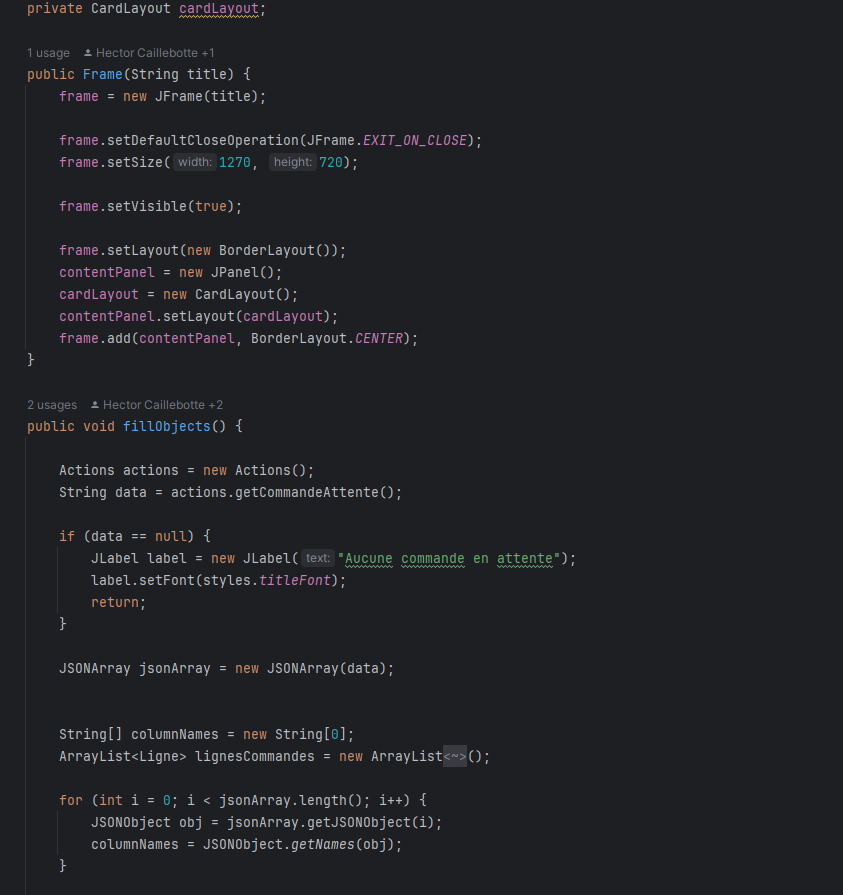 private CardLayout cardLayout;
1 usage Hector Caillebotte +1
public Frame(String title) {
frame = new JFrame(title);
frame.setDefaultCloseOperation(JFrame.EXIT_ON_CLOSE);
frame.setSize( width: 1270, height: 720);
frame.setVisible(true);
frame.setLayout(new BorderLayout());
contentPanel = new JPanel();
cardLayout = new CardLayout();
contentPanel.setLayout(cardLayout);
frame.add(contentPanel, BorderLayout.CENTER);
}
2 usages Hector Caillebotte +2
public void fillObjects() {
Actions actions = new Actions();
String data = actions.getCommandeAttente();
if (data == null) {
JLabel label = new JLabel( text: "Aucune commande en attente");
label.setFont(styles.titleFont);
return;
}
JSONArray jsonArray = new JSONArray(data);
String[] columnNames = new String[0];
ArrayList<Ligne> lignesCommandes = new ArrayList<~>();
for (int i = 0; i < jsonArray.length(); i++) {
JSONObject obj = jsonArray.getJSONObject(i);
columnNames = JSONObject.getNames(obj);
}